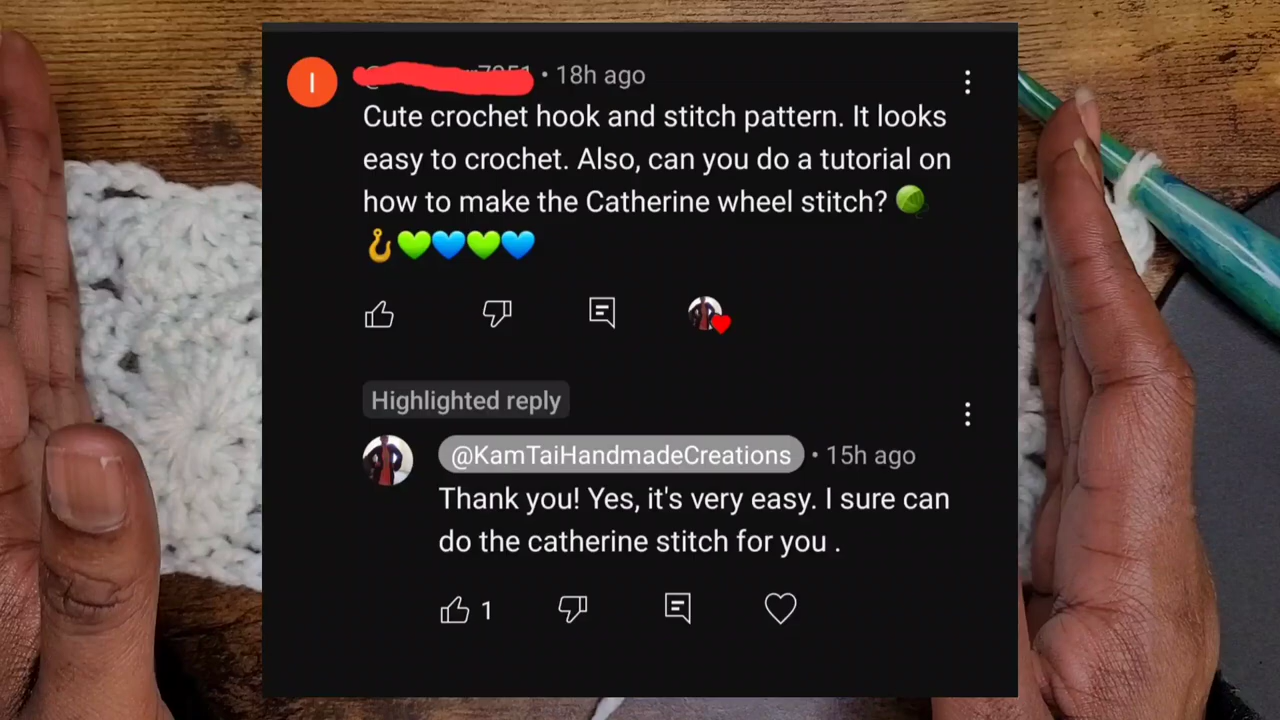 I
• 18h ago
Cute crochet hook and stitch pattern. It looks
easy to crochet. Also, can you do a tutorial on
how to make the Catherine wheel stitch? 🧶
🪝💚💙💚💙
Highlighted reply
@KamTaiHandmadeCreations • 15h ago
Thank you! Yes, it's very easy. I sure can
do the catherine stitch for you .
1